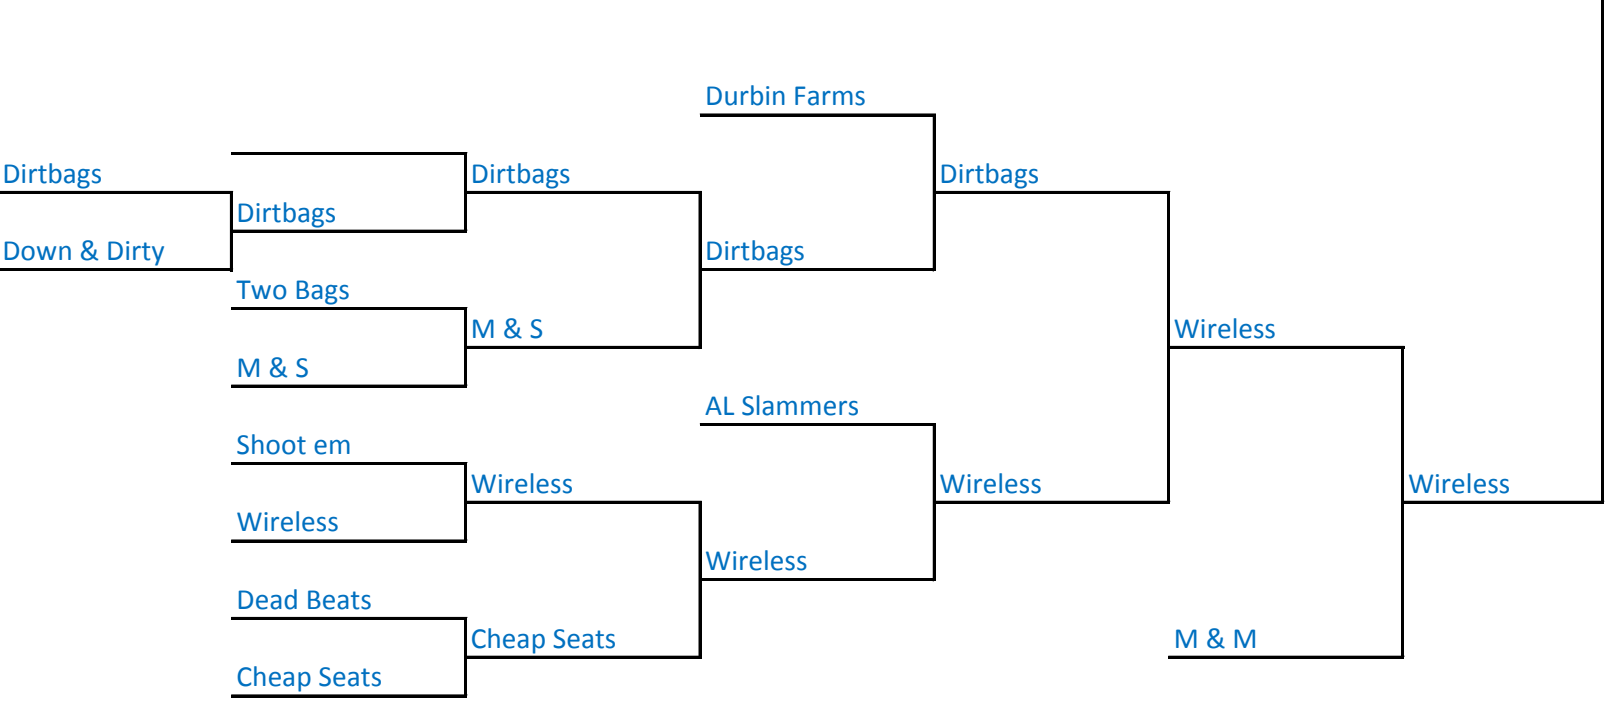 Durbin Farms
Dirtbags
Dirtbags
Dirtbags
Dirtbags
Down & Dirty
Dirtbags
Two Bags
M & S
Wireless
M & S
AL Slammers
Shoot em
Wireless
Wireless
Wireless
Wireless
Wireless
Dead Beats
Cheap Seats
M & M
Cheap Seats